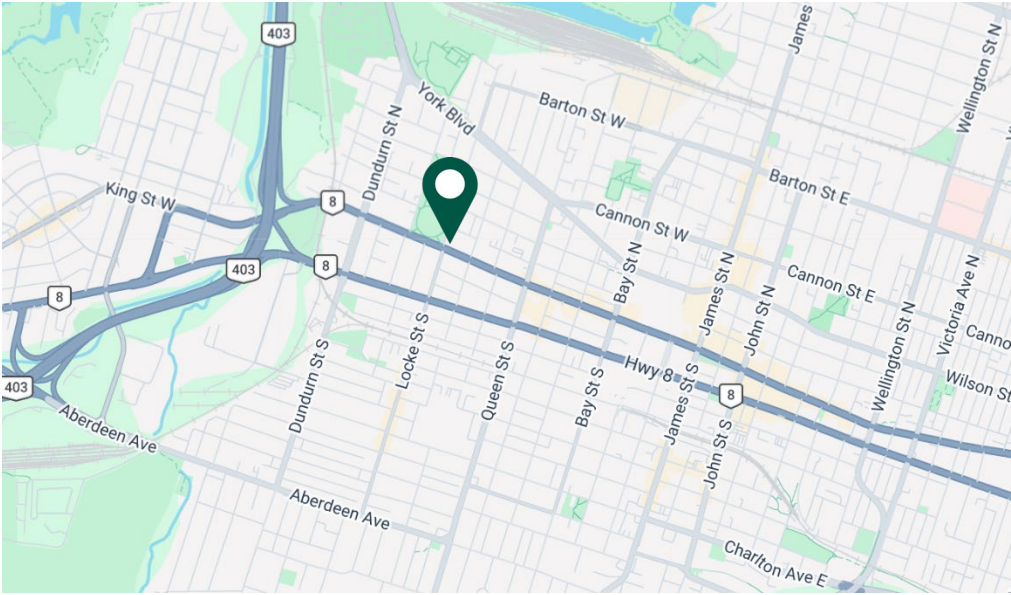 403
James
Wellington St N
York Blvd
Barton St W
Dundurn St N
Barton St E
King St W
8
Cannon St W
403
8
Bay St N
James St N
Cannon St E
8
John St N
Victoria Ave N
Wellington St N
Canno
Locke St S
Hwy 8
403
Queen St S
Bay St S
James St S
8
Wilson St
Dundurn St S
Aberdeen Ave
John St S
Aberdeen Ave
Charlton Ave E